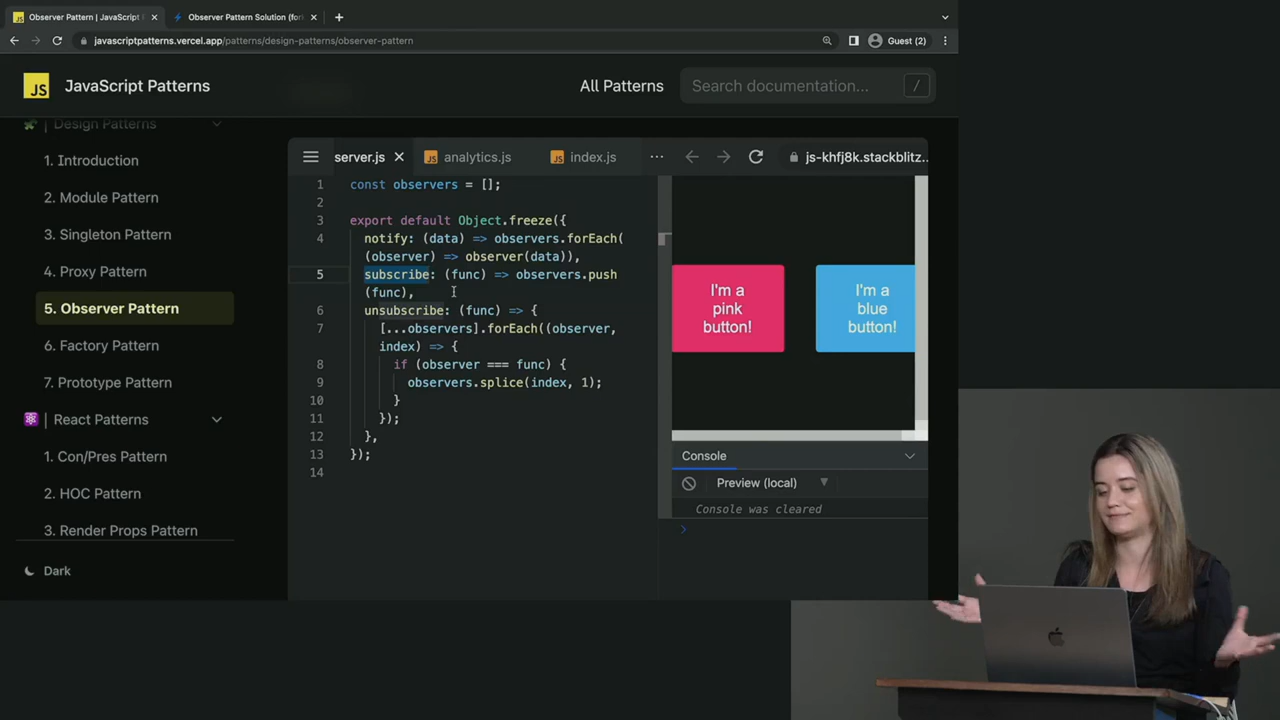 Observer Pattern | JavaScript P
Observer Pattern Solution (for
javascriptpatterns.vercel.app/patterns/design-patterns/observer-pattern
Guest (2)
JS
JavaScript Patterns
All Patterns
Search documentation...
/
| Design Patterns
1. Introduction
2. Module Pattern
3. Singleton Pattern
4. Proxy Pattern
5. Observer Pattern
6. Factory Pattern
7. Prototype Pattern
| React Patterns
1. Con/Pres Pattern
2. HOC Pattern
3. Render Props Pattern
Dark
server.js
JS analytics.js
JS index.js
js-khfj8k.stackblitz..
1 const observers = [];
2
3 export default Object.freeze({
4 notify: (data) => observers.forEach(
(observer) => observer(data)),
5 subscribe: (func) => observers.push
(func),
6 unsubscribe: (func) => {
7 [...observers].forEach((observer,
index) => {
8 if (observer === func) {
9 observers.splice(index, 1);
10 }
11 });
12 },
13 });
14
I'm a
pink
button!
I'm a
blue
button!
Console
Preview (local)
Console was cleared